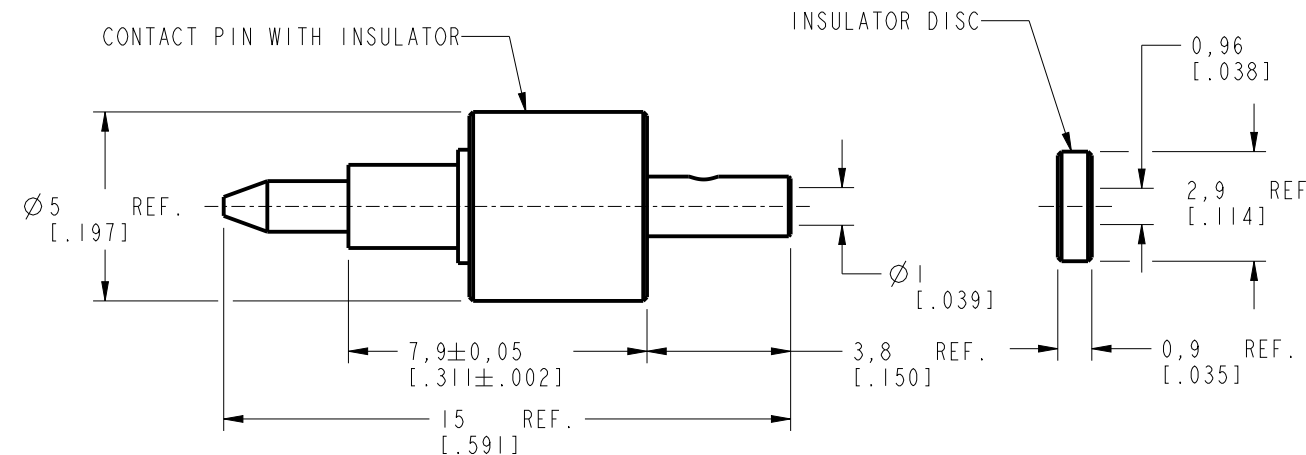 CONTACT PIN WITH INSULATOR
INSULATOR DISC
0,96
[.038]
Ø5 REF.
[.197]
2,9 REF
[.114]
Ø1
[.039]
7,9±0,05
[.311±.002]
3,8 REF.
[.150]
0,9 REF.
[.035]
15 REF.
[.591]